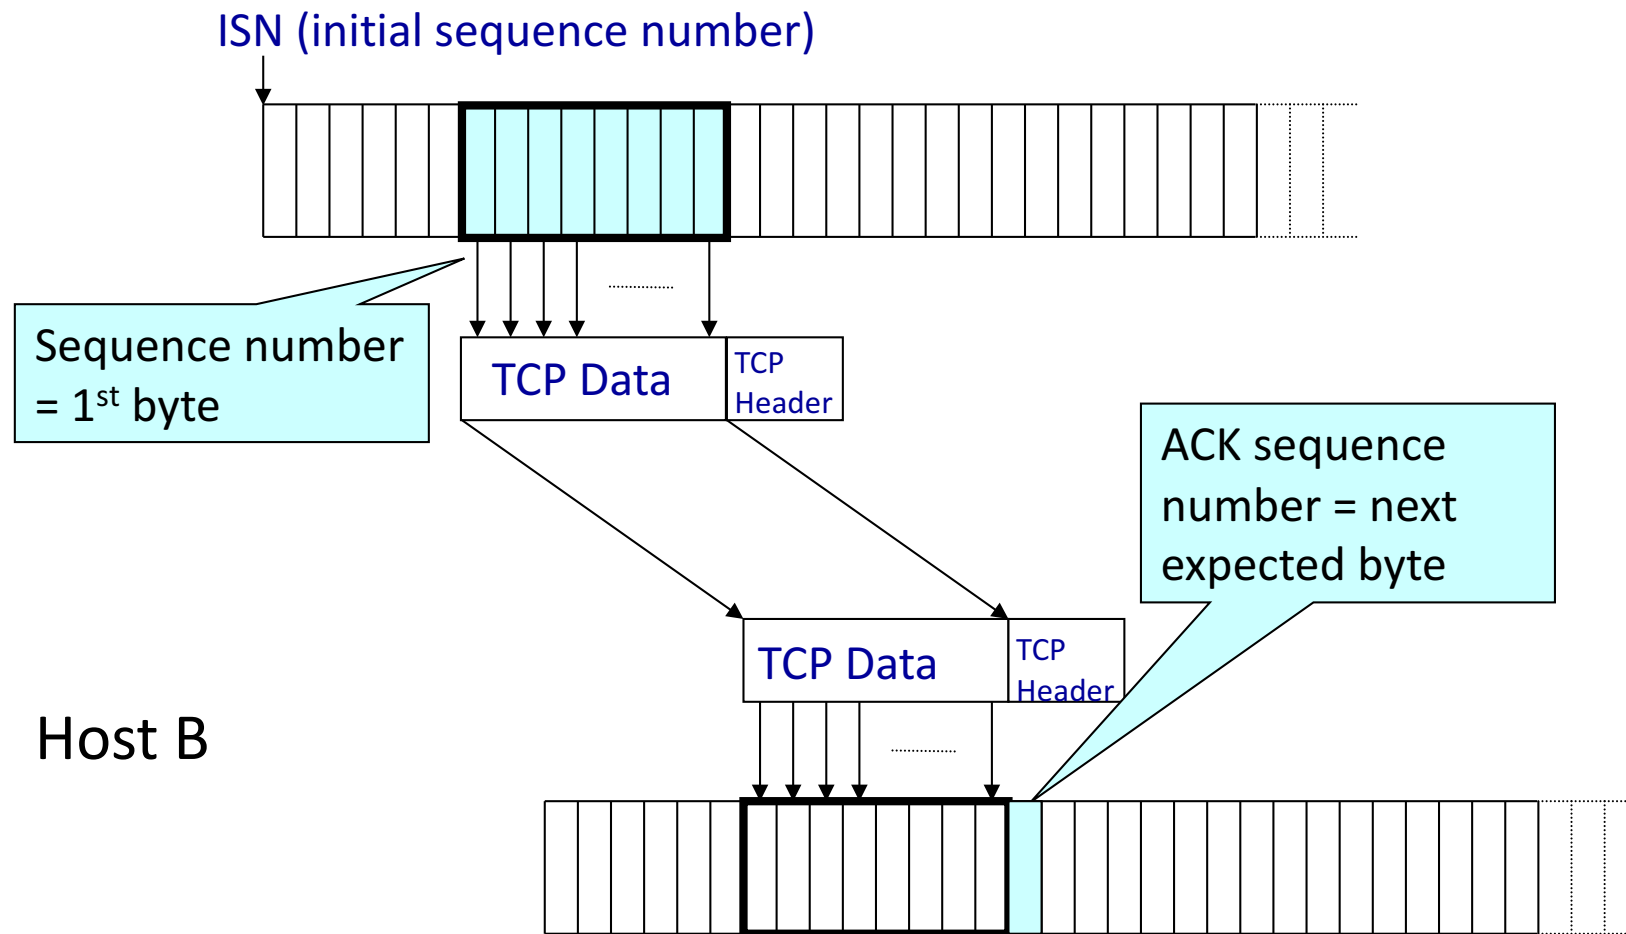 ISN (initial sequence number)
Sequence number
= 1st byte
TCP Data
TCP
Header
ACK sequence
number = next
expected byte
TCP Data
TCP
Header
Host B